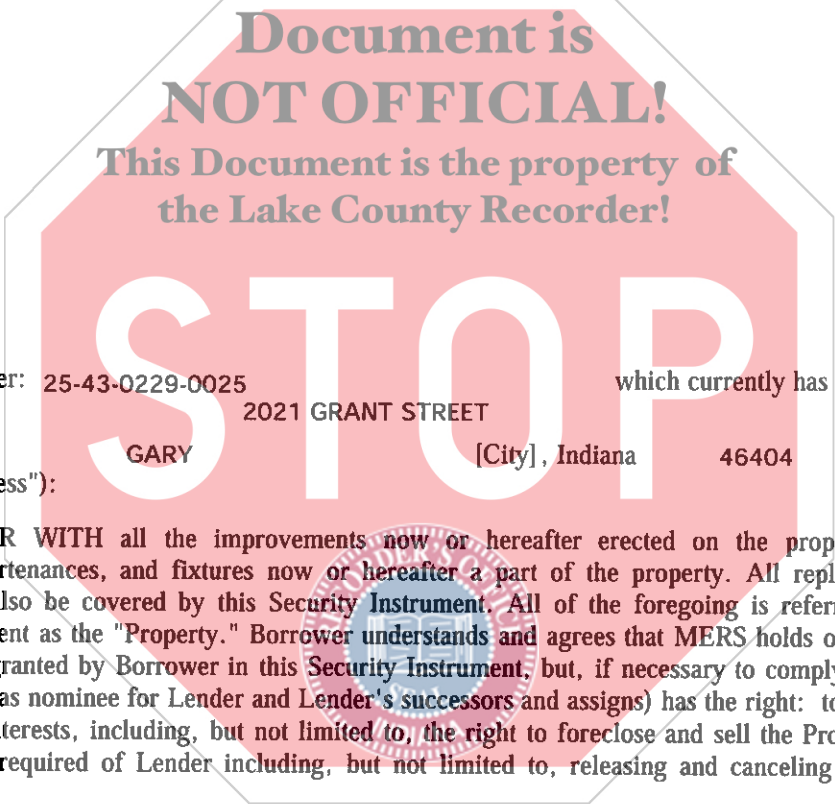 Document is
NOT OFFICIAL!
This Document is the property of
the Lake County Recorder!
STOP
er: 25-43-0229-0025 which currently has
2021 GRANT STREET
GARY [City], Indiana 46404
ess"):
R WITH all the improvements now or hereafter erected on the prop
rtenances, and fixtures now or hereafter a part of the property. All repl
lso be covered by this Security Instrument. All of the foregoing is referr
ent as the "Property." Borrower understands and agrees that MERS holds o
ranted by Borrower in this Security Instrument, but, if necessary to comply
as nominee for Lender and Lender's successors and assigns) has the right: to
terests, including, but not limited to, the right to foreclose and sell the Pro
required of Lender including, but not limited to, releasing and canceling
SEAL